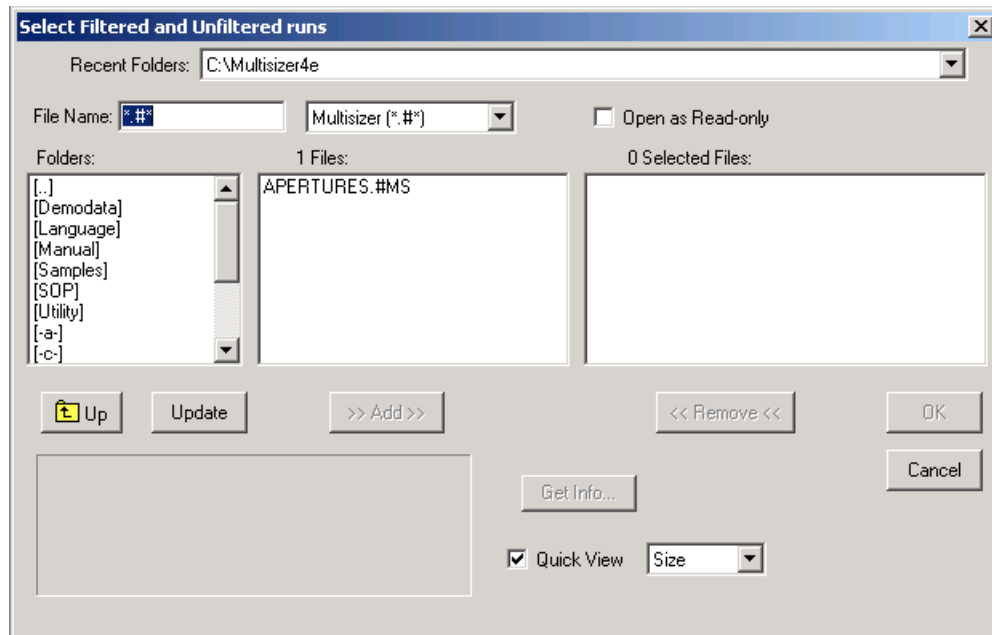 Select Filtered and Unfiltered runs
Recent Folders: C:\Multisizer4e
File Name: *.#* Multisizer (*.#*) Open as Read-only
Folders: 1 Files: 0 Selected Files:
[..] APERTURES.#MS
[Demodata]
[Language]
[Manual]
[Samples]
[SOP]
[Utility]
[-a-]
[-c-]
Up Update >> Add >> << Remove << OK
Cancel
Get Info...
Quick View Size